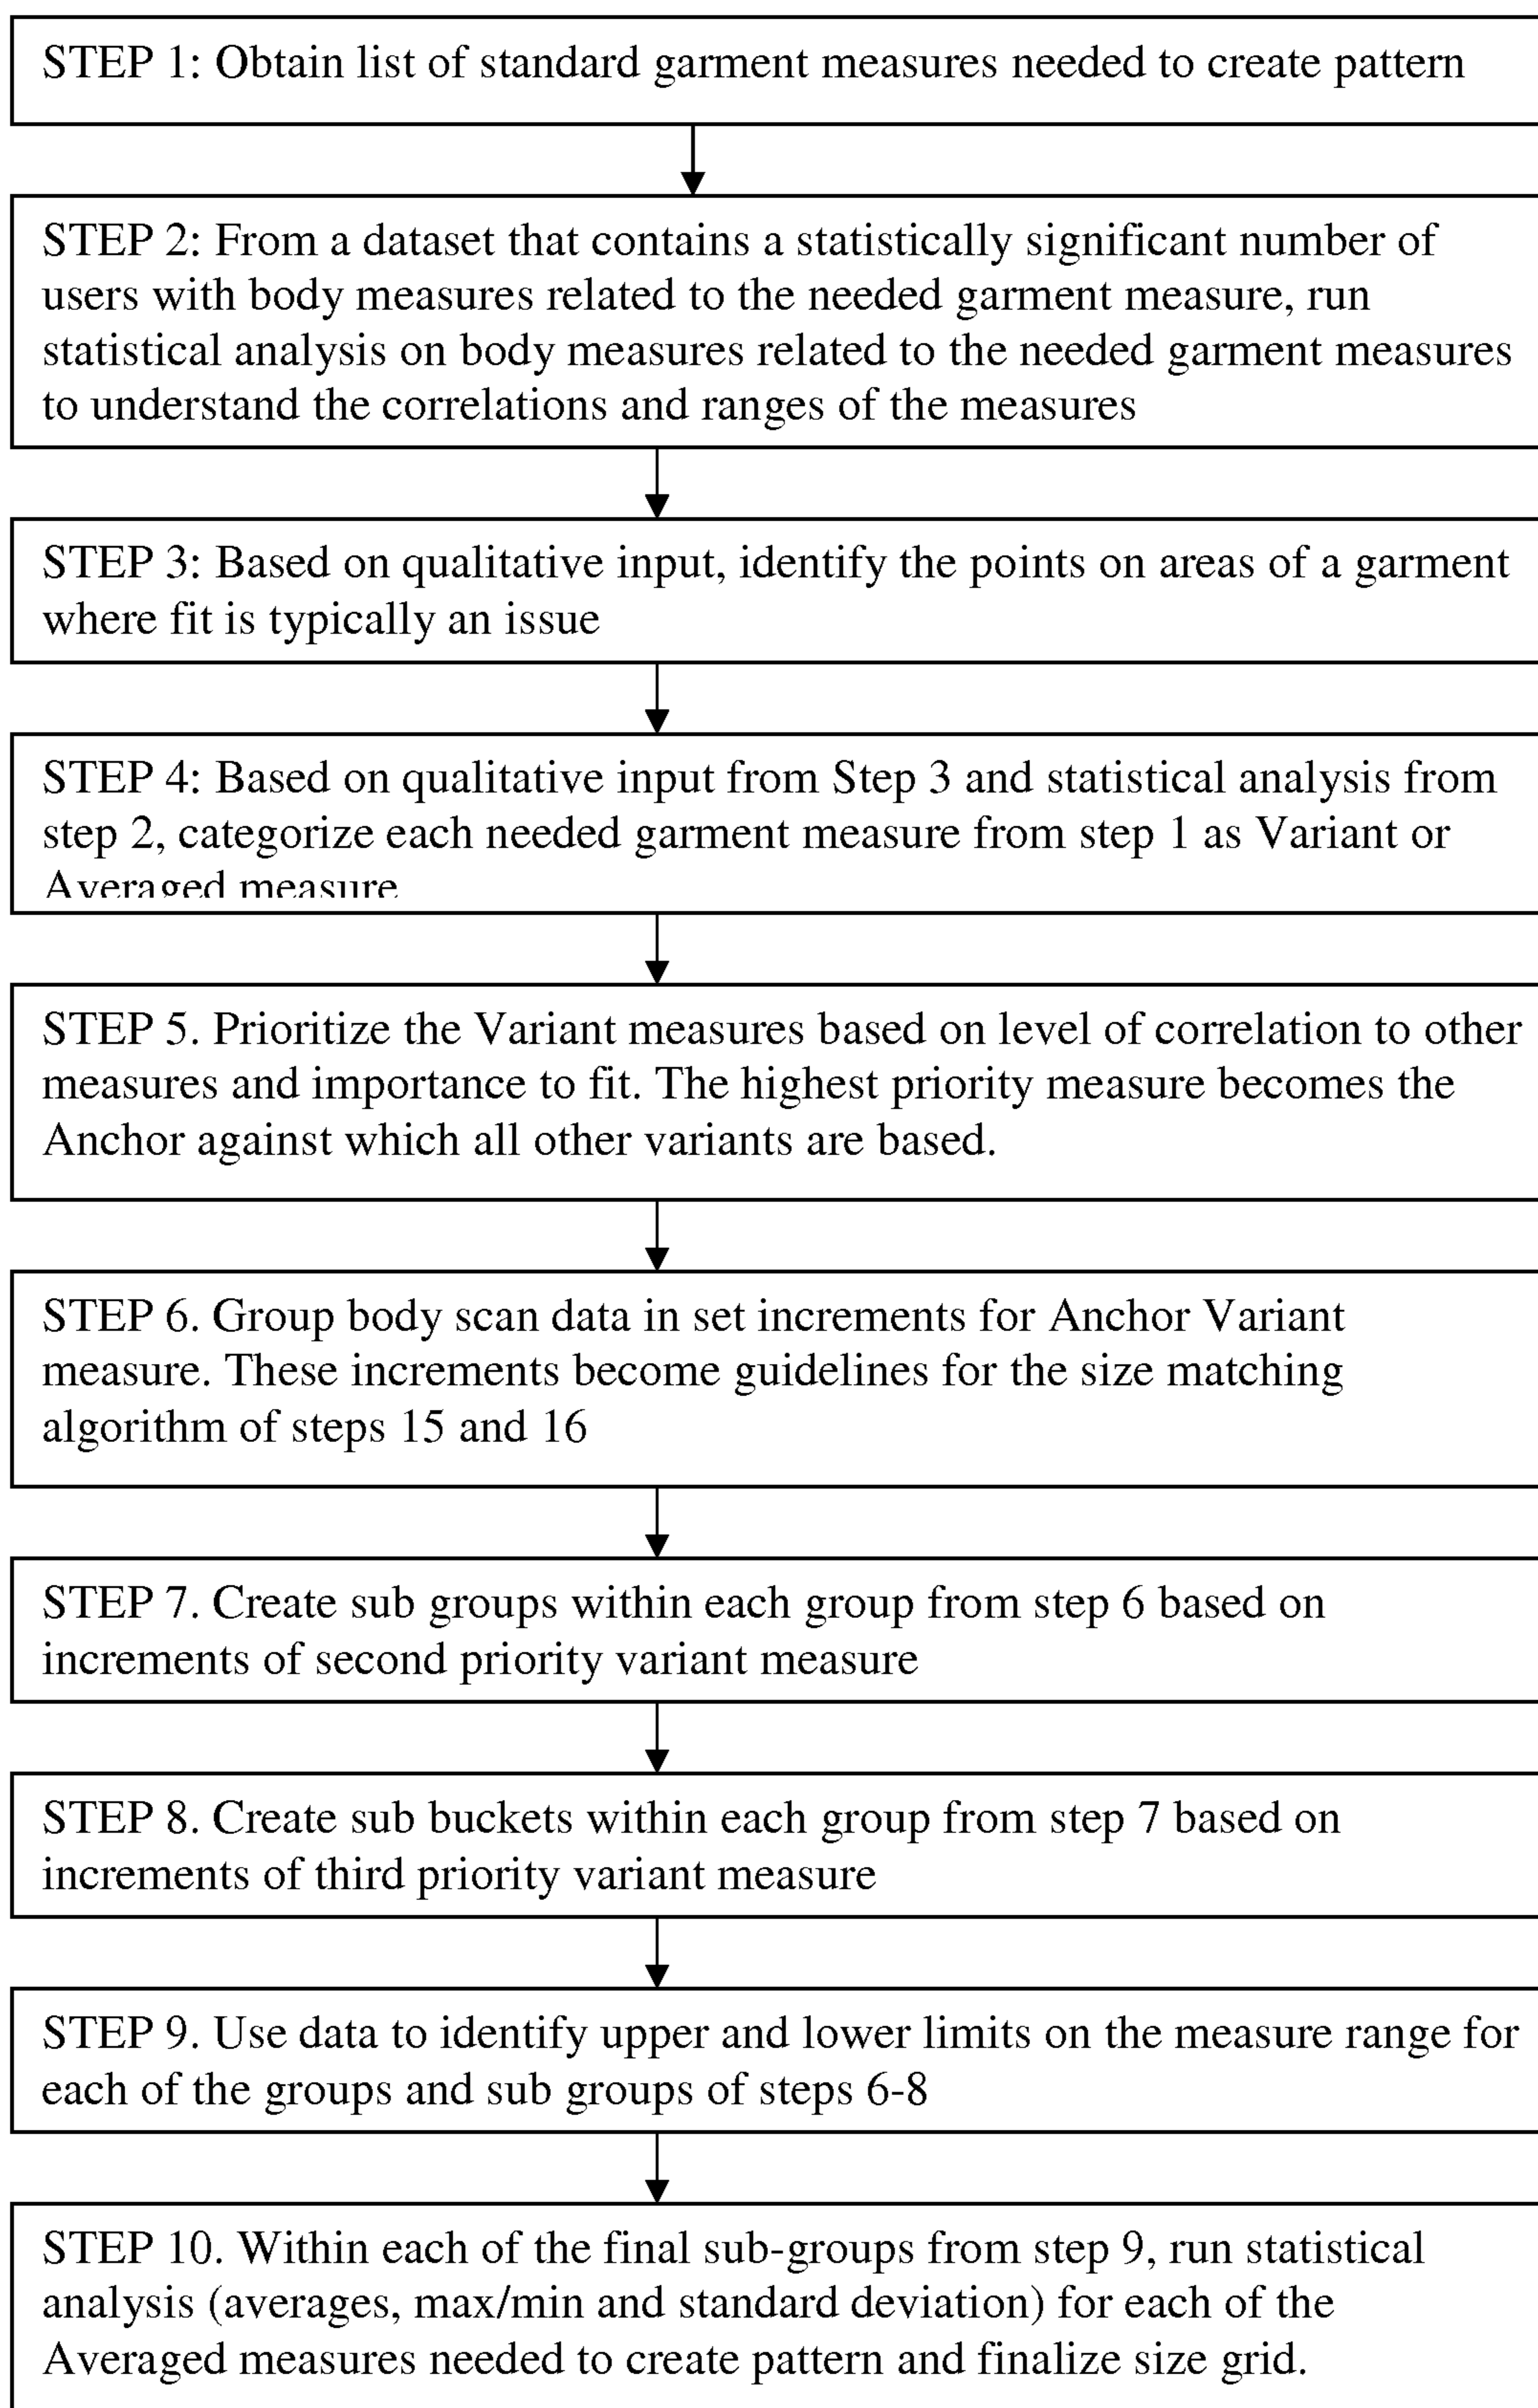 STEP 1: Obtain list of standard garment measures needed to create pattern
STEP 2: From a dataset that contains a statistically significant number of
users with body measures related to the needed garment measure, run
statistical analysis on body measures related to the needed garment measures
to understand the correlations and ranges of the measures
STEP 3: Based on qualitative input, identify the points on areas of a garment
where fit is typically an issue
STEP 4: Based on qualitative input from Step 3 and statistical analysis from
step 2, categorize each needed garment measure from step 1 as Variant or
Averaged measure
STEP 5. Prioritize the Variant measures based on level of correlation to other
measures and importance to fit. The highest priority measure becomes the
Anchor against which all other variants are based.
STEP 6. Group body scan data in set increments for Anchor Variant
measure. These increments become guidelines for the size matching
algorithm of steps 15 and 16
STEP 7. Create sub groups within each group from step 6 based on
increments of second priority variant measure
STEP 8. Create sub buckets within each group from step 7 based on
increments of third priority variant measure
STEP 9. Use data to identify upper and lower limits on the measure range for
each of the groups and sub groups of steps 6-8
STEP 10. Within each of the final sub-groups from step 9, run statistical
analysis (averages, max/min and standard deviation) for each of the
Averaged measures needed to create pattern and finalize size grid.